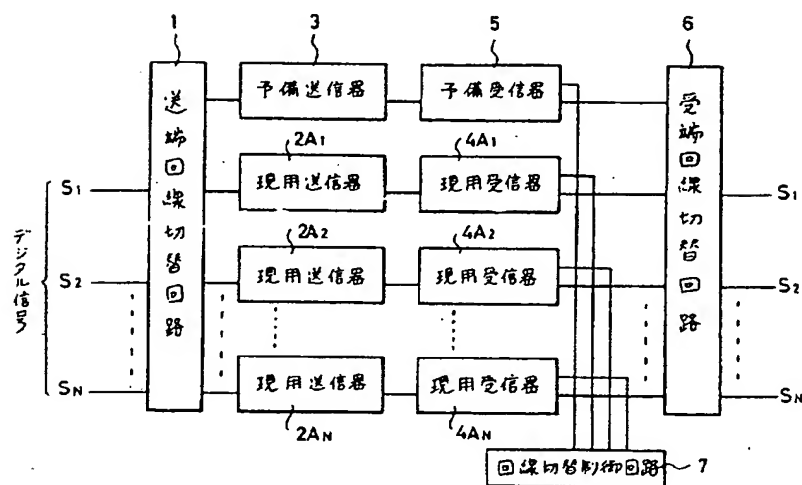 1
3
5
6
送端回線切替回路
予備送信器
予備受信器
受端回線切替回路
2A1
4A1
現用送信器
現用受信器
S1
S1
デジタル信号
2A2
4A2
現用送信器
現用受信器
S2
S2
現用送信器
現用受信器
SN
SN
2AN
4AN
回線切替制御回路
7